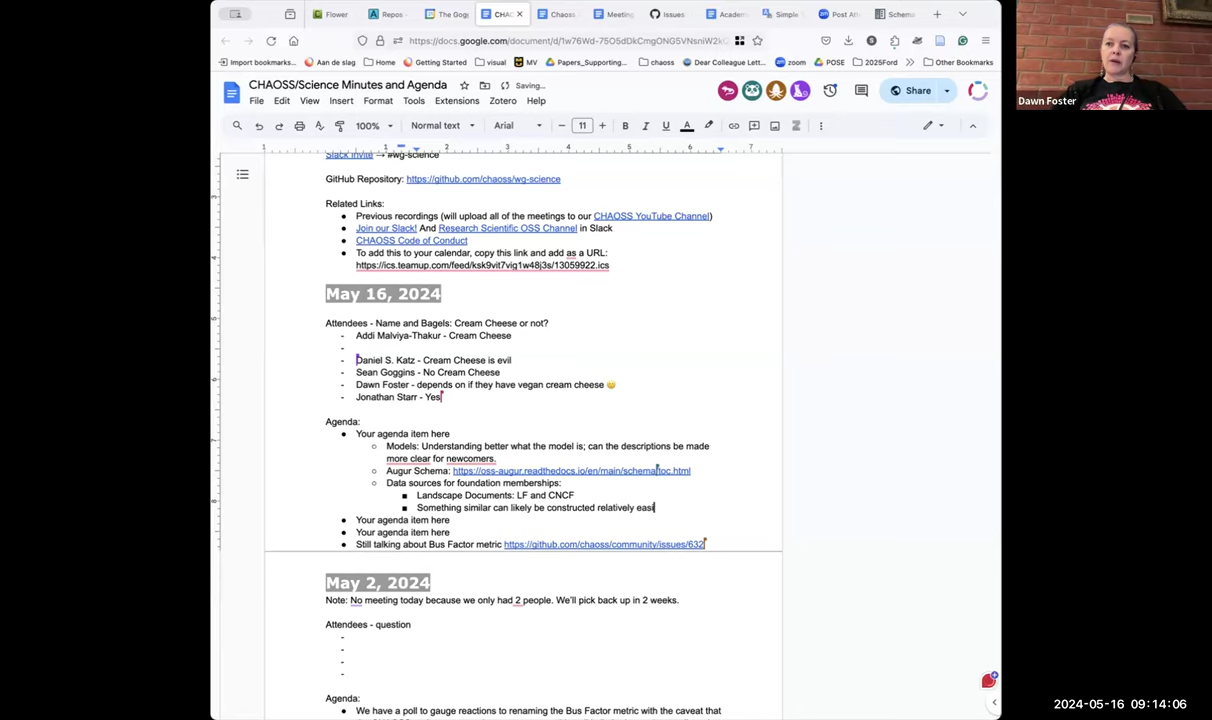 Flower
Repos -
The Gogg
CHAO
Chaoss
Meeting
Issues
Academ
Simple T
Post Ath
Schema
https://docs.google.com/document/d/1w76Wd-
Import bookmarks...
Aan de slag
Home
Getting Started
visual
MV
Papers_Supporting...
chaoss
Dear Colleague Lett...
zoom
POSE
2025Ford
Other Bookmarks
CHAOSS/Science Minutes and Agenda
Saving...
File Edit View Insert Format Tools Extensions Zotero Help
Share
100%
Normal text
Arial
11
B I U A
1 1 2 3 4 5 6 7
Slack Invite → #wg-science
GitHub Repository: https://github.com/chaoss/wg-science
Related Links:
● Previous recordings (will upload all of the meetings to our CHAOSS YouTube Channel)
● Join our Slack! And Research Scientific OSS Channel in Slack
● CHAOSS Code of Conduct
● To add this to your calendar, copy this link and add as a URL:
https://ics.teamup.com/feed/ksk9vit7vig1w48j3s/13059922.ics
May 16, 2024
Attendees - Name and Bagels: Cream Cheese or not?
- Addi Malviya-Thakur - Cream Cheese
-
- Daniel S. Katz - Cream Cheese is evil
- Sean Goggins - No Cream Cheese
- Dawn Foster - depends on if they have vegan cream cheese 😀
- Jonathan Starr - Yes
Agenda:
● Your agenda item here
○ Models: Understanding better what the model is; can the descriptions be made
more clear for newcomers.
○ Augur Schema: https://oss-augur.readthedocs.io/en/main/schema/toc.html
○ Data sources for foundation memberships:
■ Landscape Documents: LF and CNCF
■ Something similar can likely be constructed relatively easi
● Your agenda item here
● Your agenda item here
● Still talking about Bus Factor metric https://github.com/chaoss/community/issues/632
May 2, 2024
Note: No meeting today because we only had 2 people. We'll pick back up in 2 weeks.
Attendees - question
-
-
-
-
Agenda:
● We have a poll to gauge reactions to renaming the Bus Factor metric with the caveat that
Dawn Foster
2024-05-16 09:14:06